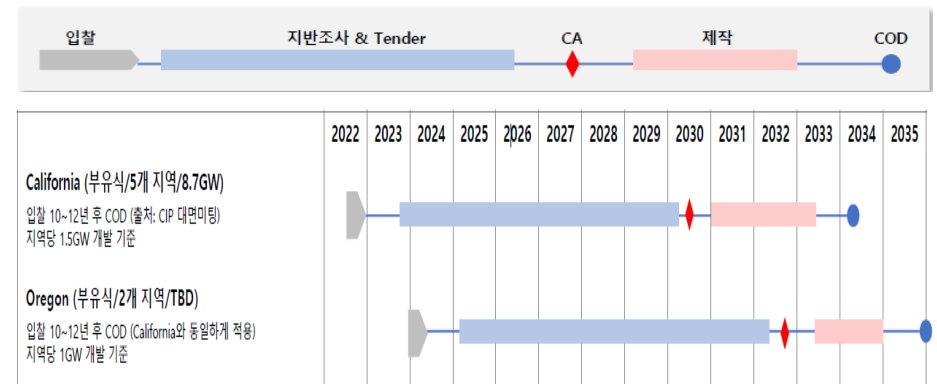 입찰 지반조사 & Tender CA 제작 COD
2022 2023 2024 2025 2026 2027 2028 2029 2030 2031 2032 2033 2034 2035
California (부유식/5개 지역/8.7GW)
입찰 10~12년 후 COD (출처: CIP 대면미팅)
지역당 1.5GW 개발 기준
Oregon (부유식/2개 지역/TBD)
입찰 10~12년 후 COD (California와 동일하게 적용)
지역당 1GW 개발 기준